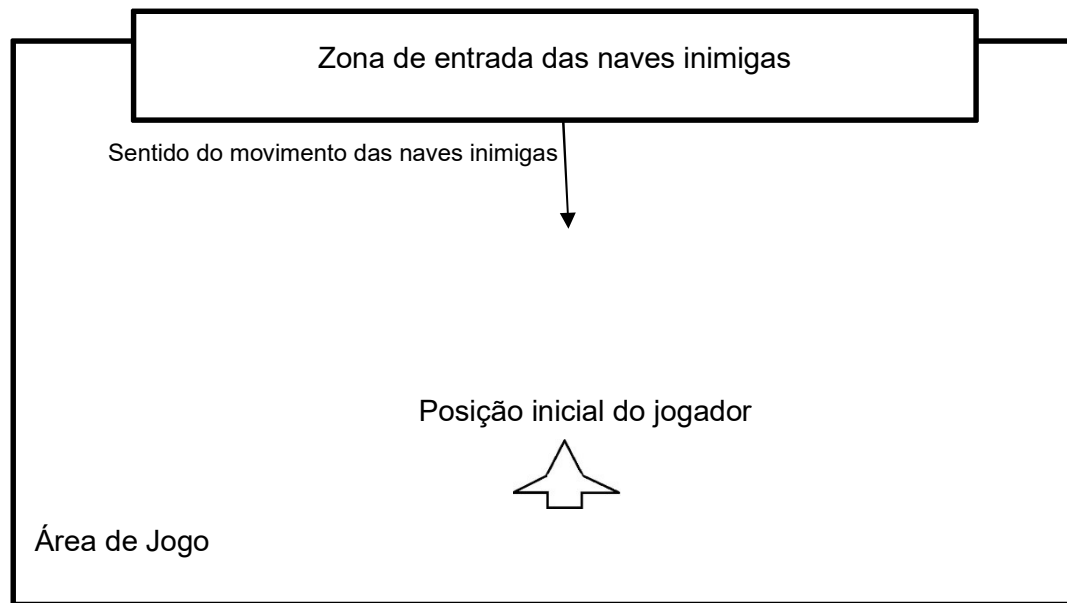 Zona de entrada das naves inimigas
Sentido do movimento das naves inimigas
Posição inicial do jogador
Área de Jogo